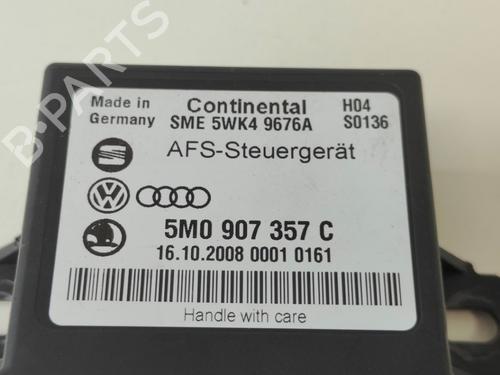 Made in
Germany
Continental
SME 5WK4 9676A
H04
S0136
AFS-Steuergerät
5M0 907 357 C
16.10.2008 0001 0161
Handle with care
B-PARTS